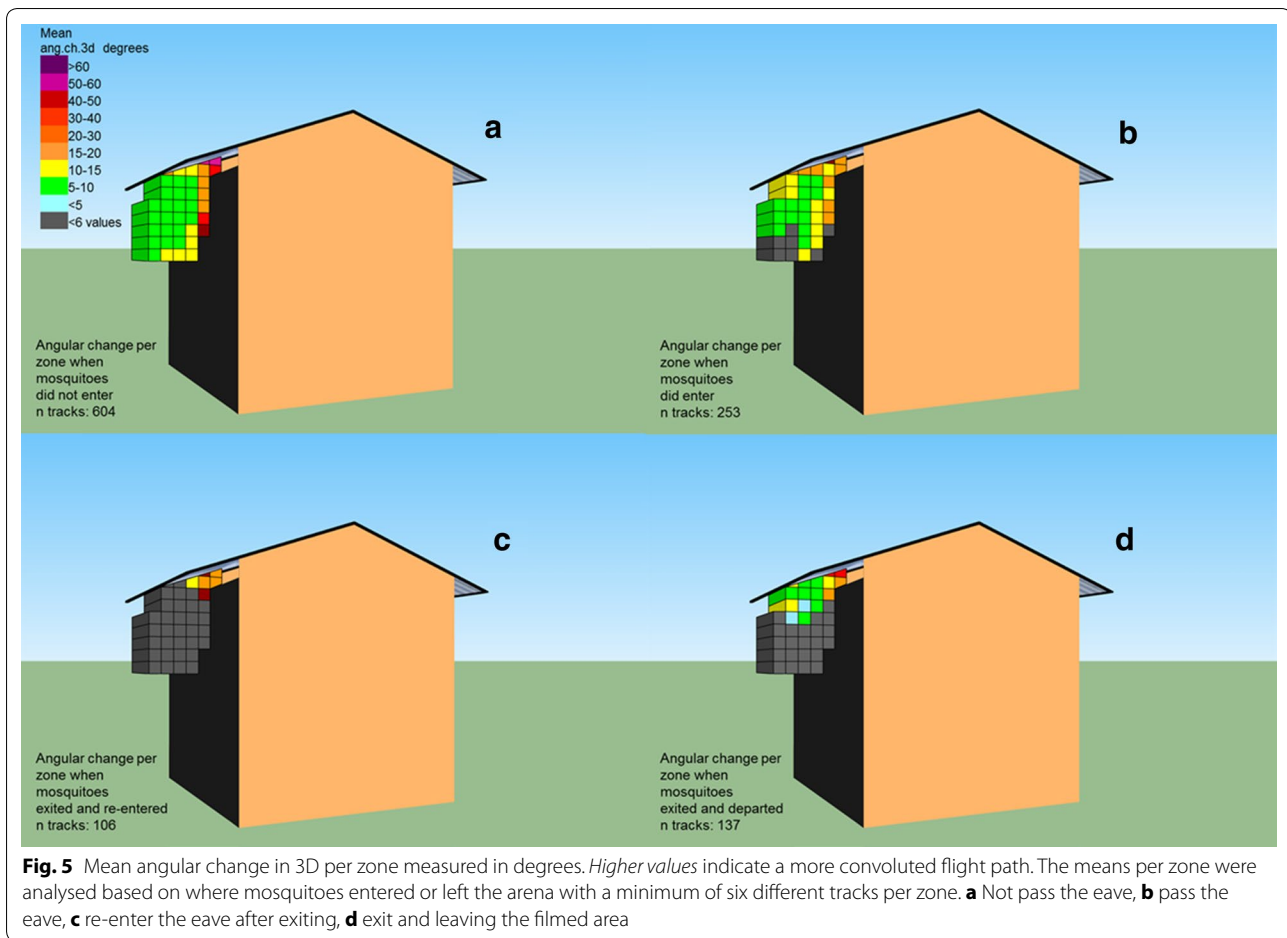 Mean
ang.ch.3d degrees
>60
50-60
40-50
30-40
20-30
15-20
10-15
5-10
<5
<6 values
a
Angular change per
zone when
mosquitoes
did not enter
n tracks: 604
b
Angular change per
zone when
mosquitoes
did enter
n tracks: 253
c
Angular change per
zone when
mosquitoes
exited and re-entered
n tracks: 106
d
Angular change per
zone when
mosquitoes
exited and departed
n tracks: 137
Fig. 5 Mean angular change in 3D per zone measured in degrees. Higher values indicate a more convoluted flight path. The means per zone were
analysed based on where mosquitoes entered or left the arena with a minimum of six different tracks per zone. a Not pass the eave, b pass the
eave, c re-enter the eave after exiting, d exit and leaving the filmed area